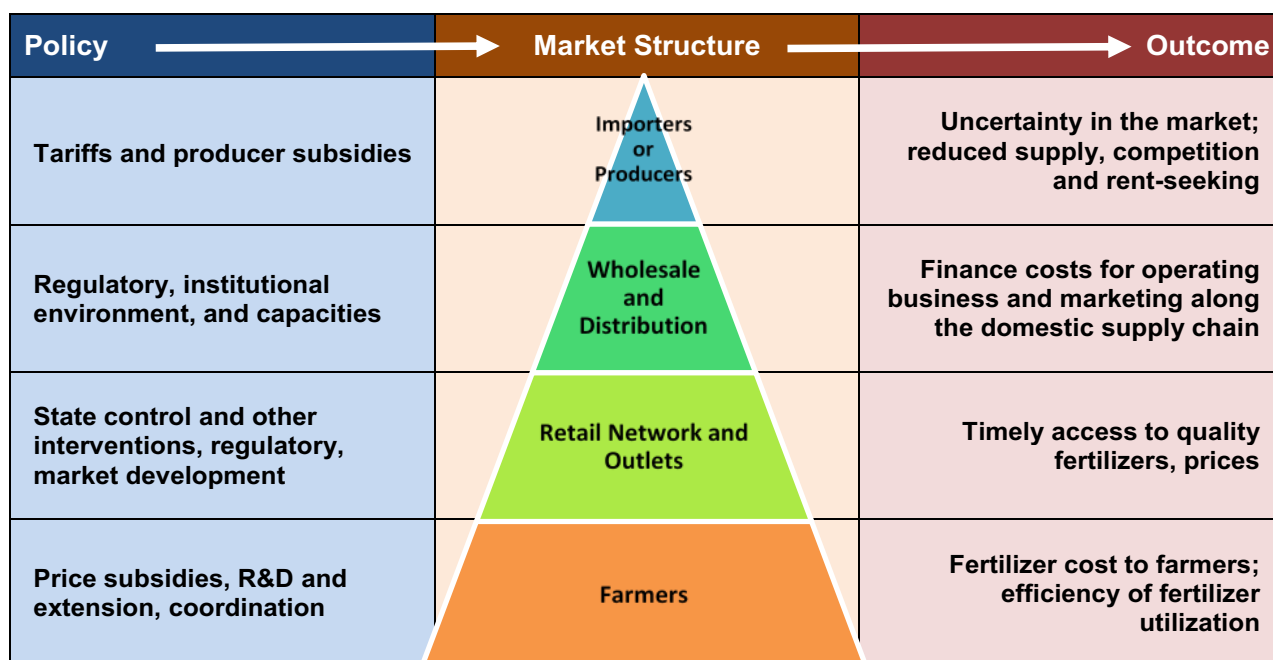 Policy
Market Structure
Outcome
Tariffs and producer subsidies
Importers
or
Producers
Uncertainty in the market;
reduced supply, competition
and rent-seeking
Regulatory, institutional
environment, and capacities
Wholesale
and
Distribution
Finance costs for operating
business and marketing along
the domestic supply chain
State control and other
interventions, regulatory,
market development
Retail Network and
Outlets
Timely access to quality
fertilizers, prices
Price subsidies, R&D and
extension, coordination
Farmers
Fertilizer cost to farmers;
efficiency of fertilizer
utilization